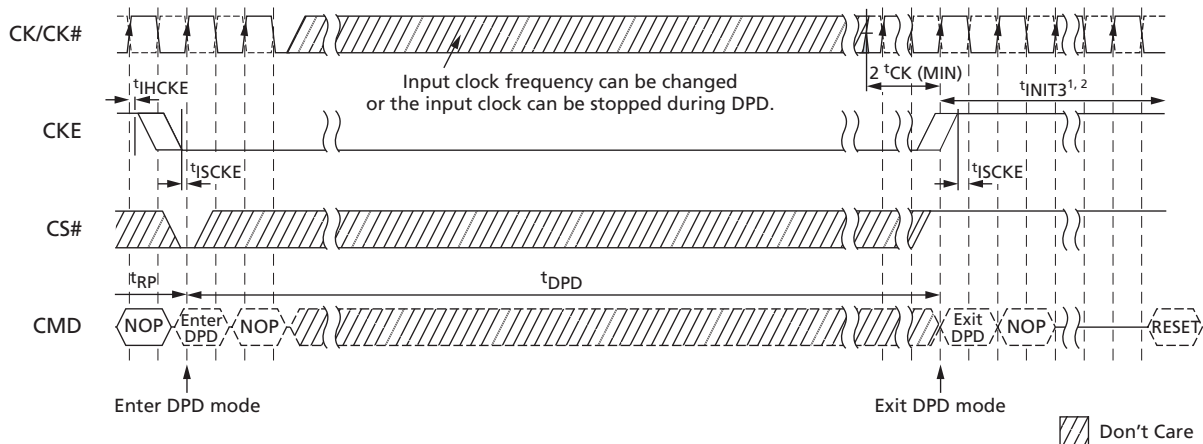 CK/CK#
Input clock frequency can be changed
or the input clock can be stopped during DPD.
2 tCK (MIN)
tIHCKE
tINIT3 1, 2
CKE
tISCKE
tISCKE
CS#
tRP
tDPD
CMD
NOP
Enter
DPD
NOP
Exit
DPD
NOP
RESET
Enter DPD mode
Exit DPD mode
Don't Care